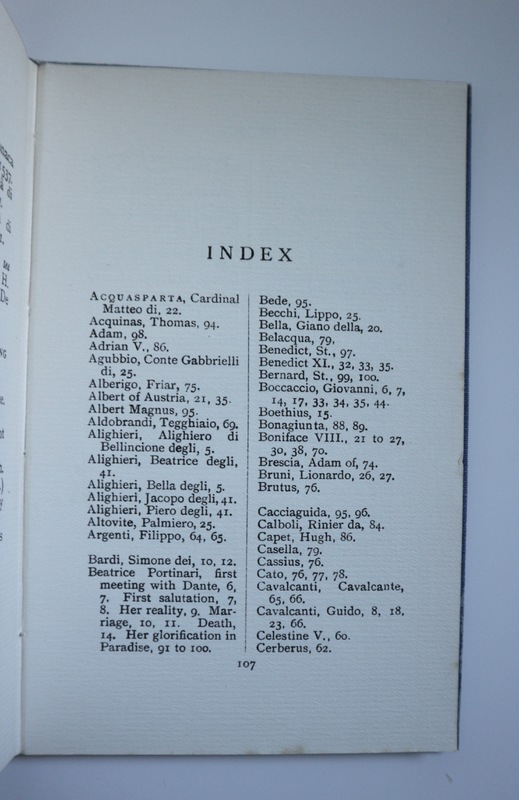 INDEX
ACQUASPARTA, Cardinal
Matteo di, 22.
Acquinas, Thomas, 94.
Adam, 98.
Adrian V., 86.
Agubbio, Conte Gabbrielli
di, 25.
Alberigo, Friar, 75.
Albert of Austria, 21, 35.
Albert Magnus, 95.
Aldobrandi, Tegghiaio, 69.
Alighieri, Alighiero di
Bellincione degli, 5.
Alighieri, Beatrice degli,
41.
Alighieri, Bella degli, 5.
Alighieri, Jacopo degli, 41.
Alighieri, Piero degli, 41.
Altovite, Palmiero, 25.
Argenti, Filippo, 64, 65.
Bardi, Simone dei, 10, 12.
Beatrice Portinari, first
meeting with Dante, 6,
7. First salutation, 7,
8. Her reality, 9. Mar-
riage, 10, 11. Death,
14. Her glorification in
Paradise, 91 to 100.
Bede, 95.
Becchi, Lippo, 25.
Bella, Giano della, 20.
Belacqua, 79.
Benedict, St., 97.
Benedict XI., 32, 33, 35.
Bernard, St., 99, 100.
Boccaccio, Giovanni, 6, 7,
14, 17, 33, 34, 35, 44.
Boethius, 15.
Bonagiunta, 88, 89.
Boniface VIII., 21 to 27,
30, 38, 70.
Brescia, Adam of, 74.
Bruni, Lionardo, 26, 27.
Brutus, 76.
Cacciaguida, 95, 96.
Calboli, Rinier da, 84.
Capet, Hugh, 86.
Casella, 79.
Cassius, 76.
Cato, 76, 77, 78.
Cavalcanti, Cavalcante,
65, 66.
Cavalcanti, Guido, 8, 18,
23, 66.
Celestine V., 60.
Cerberus, 62.
107